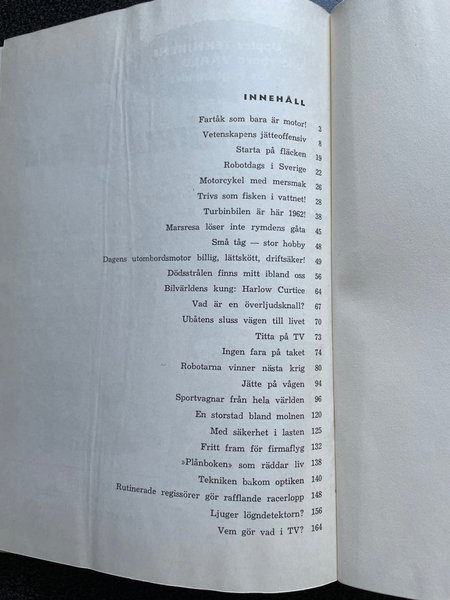 INNEHÅLL
Fartåk som bara är motor! 3
Vetenskapens jätteoffensiv 8
Starta på fläcken 19
Robotdags i Sverige 22
Motorcykel med mersmak 26
Trivs som fisken i vattnet! 28
Turbinbilen är här 1962! 38
Marsresa löser inte rymdens gåta 45
Små tåg — stor hobby 48
Dagens utombordsmotor billig, lättskött, driftsäker! 49
Dödsstrålen finns mitt ibland oss 56
Bilvärldens kung: Harlow Curtice 64
Vad är en överljudsknall? 67
Ubåtens sluss vägen till livet 70
Titta på TV 73
Ingen fara på taket 74
Robotarna vinner nästa krig 80
Jätte på vågen 94
Sportvagnar från hela världen 96
En storstad bland molnen 120
Med säkerhet i lasten 125
Fritt fram för firmaflyg 132
»Plånboken» som räddar liv 138
Tekniken bakom optiken 140
Rutinerade regissörer gör rafflande racerlopp 148
Ljuger lögndetektorn? 156
Vem gör vad i TV? 164